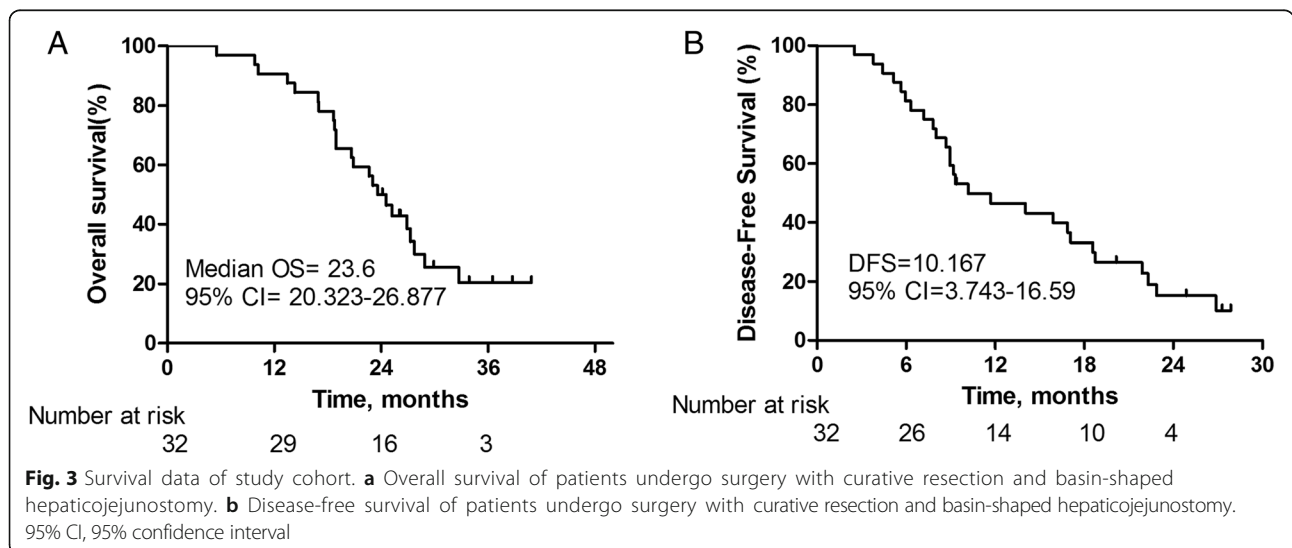 A
Overall survival(%)
100
80
60
40
20
0
Median OS= 23.6
95% CI= 20.323-26.877
0 12 24 36 48
Time, months
Number at risk
32 29 16 3
B
Disease-Free Survival (%)
100
80
60
40
20
0
DFS=10.167
95% CI=3.743-16.59
0 6 12 18 24 30
Time, months
Number at risk
32 26 14 10 4
Fig. 3 Survival data of study cohort. a Overall survival of patients undergo surgery with curative resection and basin-shaped
hepaticojejunostomy. b Disease-free survival of patients undergo surgery with curative resection and basin-shaped hepaticojejunostomy.
95% CI, 95% confidence interval